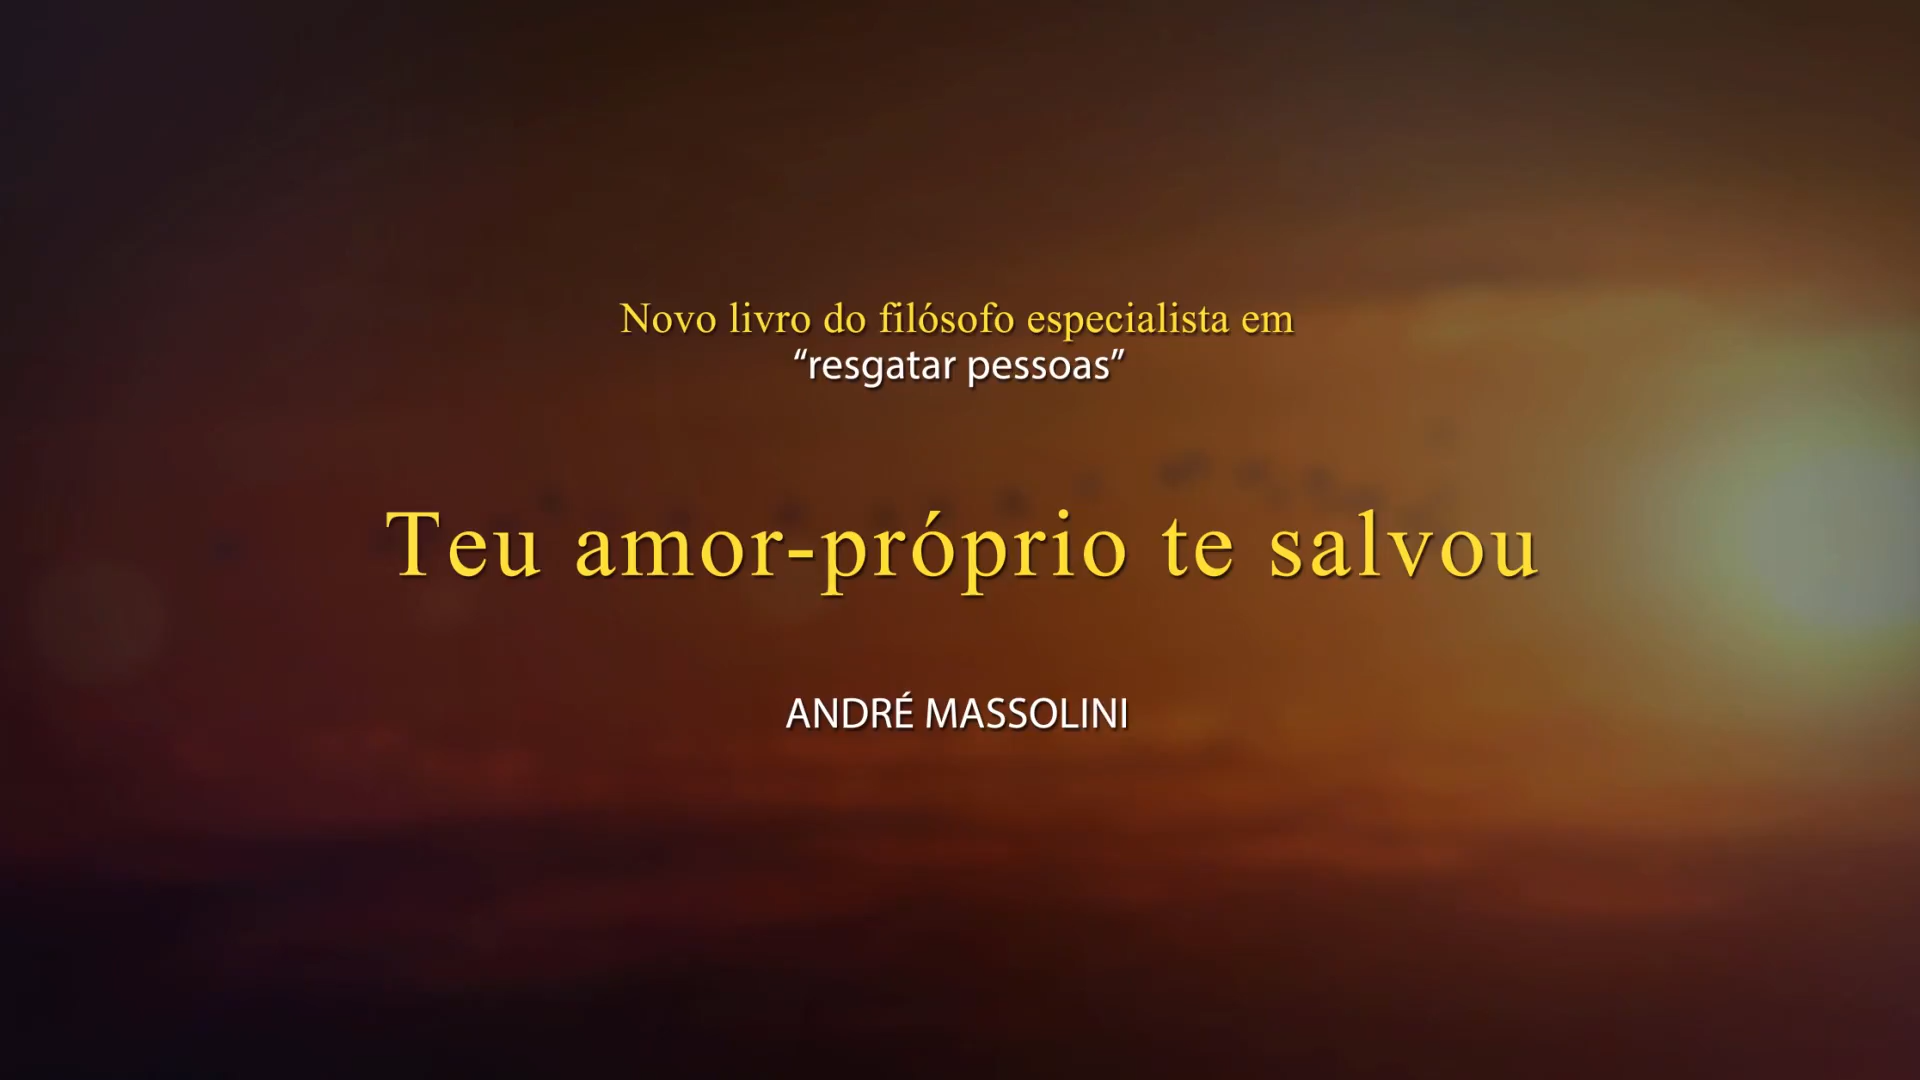 Novo livro do filósofo especialista em
“resgatar pessoas”
Teu amor-próprio te salvou
ANDRÉ MASSOLINI